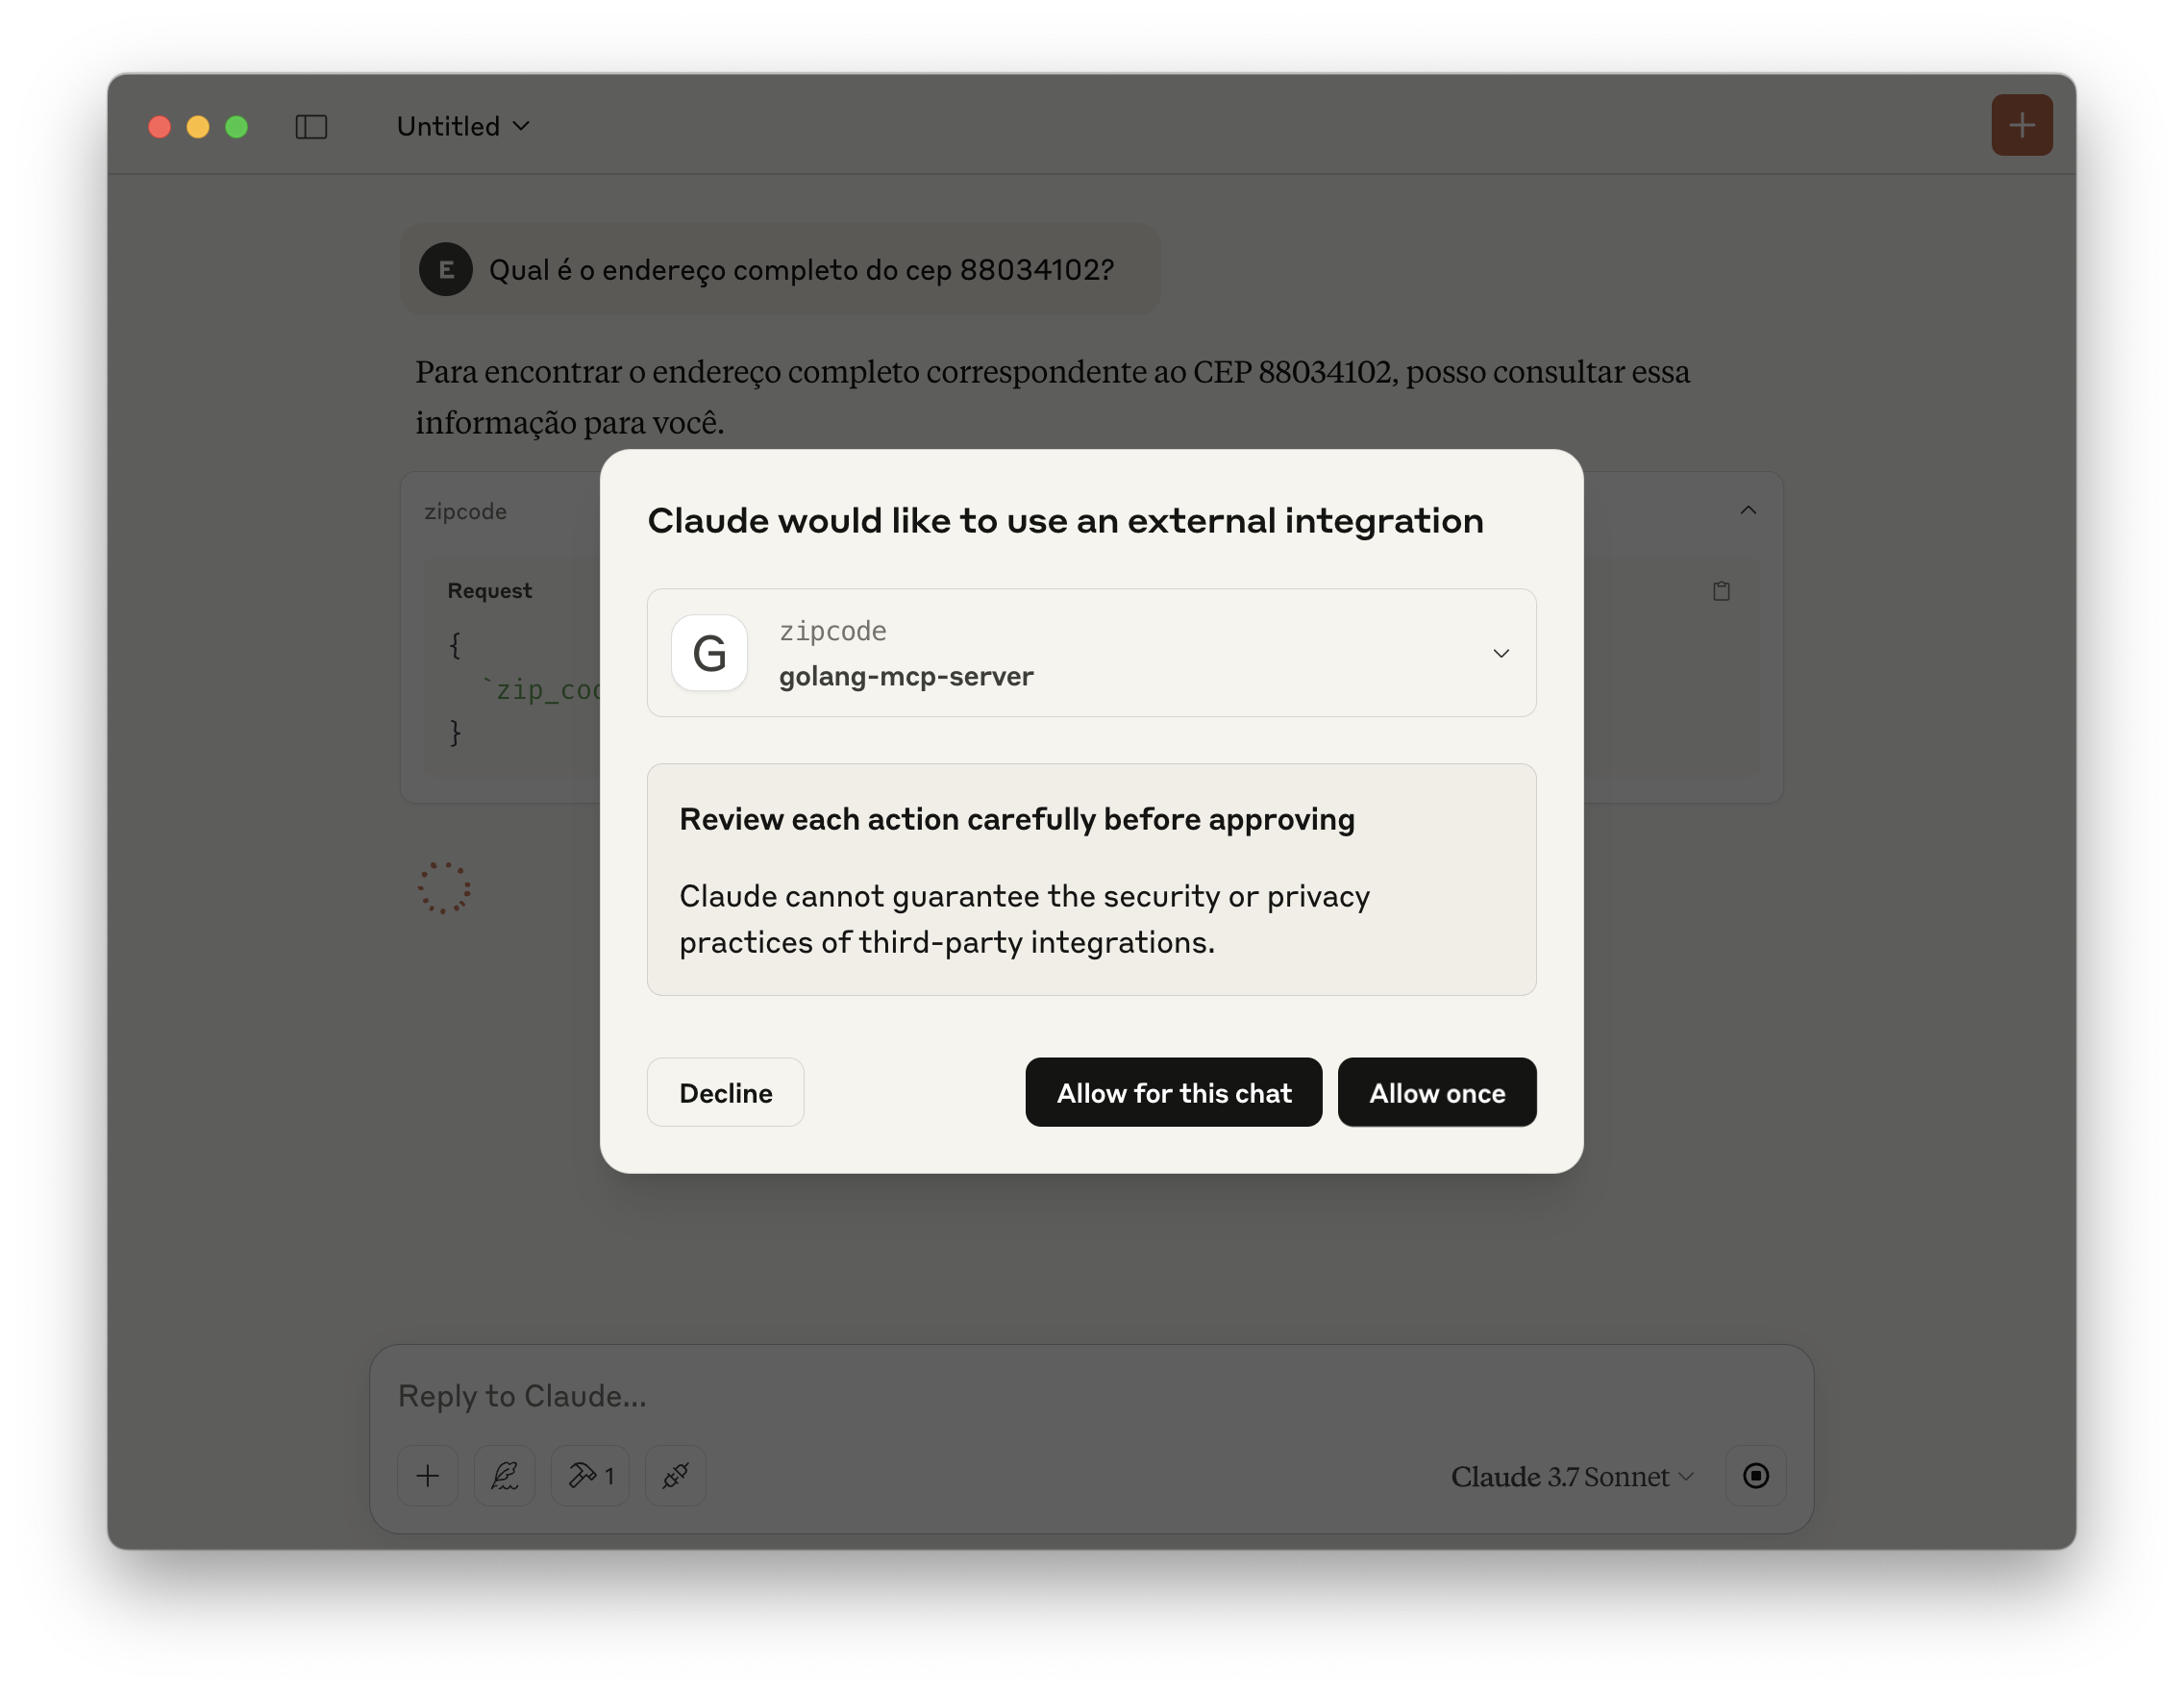 Untitled
E
Qual é o endereço completo do cep 88034102?
Para encontrar o endereço completo correspondente ao CEP 88034102, posso consultar essa
informação para você.
zipcode
Request
{
}
Claude would like to use an external integration
G
zipcode
golang-mcp-server
Review each action carefully before approving
Claude cannot guarantee the security or privacy
practices of third-party integrations.
Decline
Allow for this chat
Allow once
Reply to Claude...
1
Claude 3.7 Sonnet